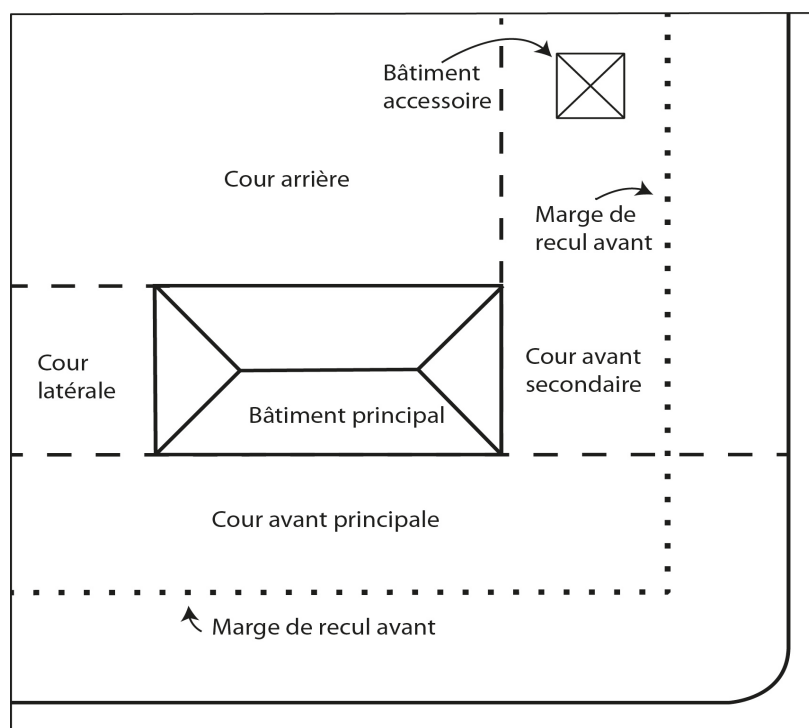 Bâtiment
accessoire
Cour arrière
Marge de
recul avant
Cour
latérale
Cour avant
secondaire
Bâtiment principal
Cour avant principale
Marge de recul avant